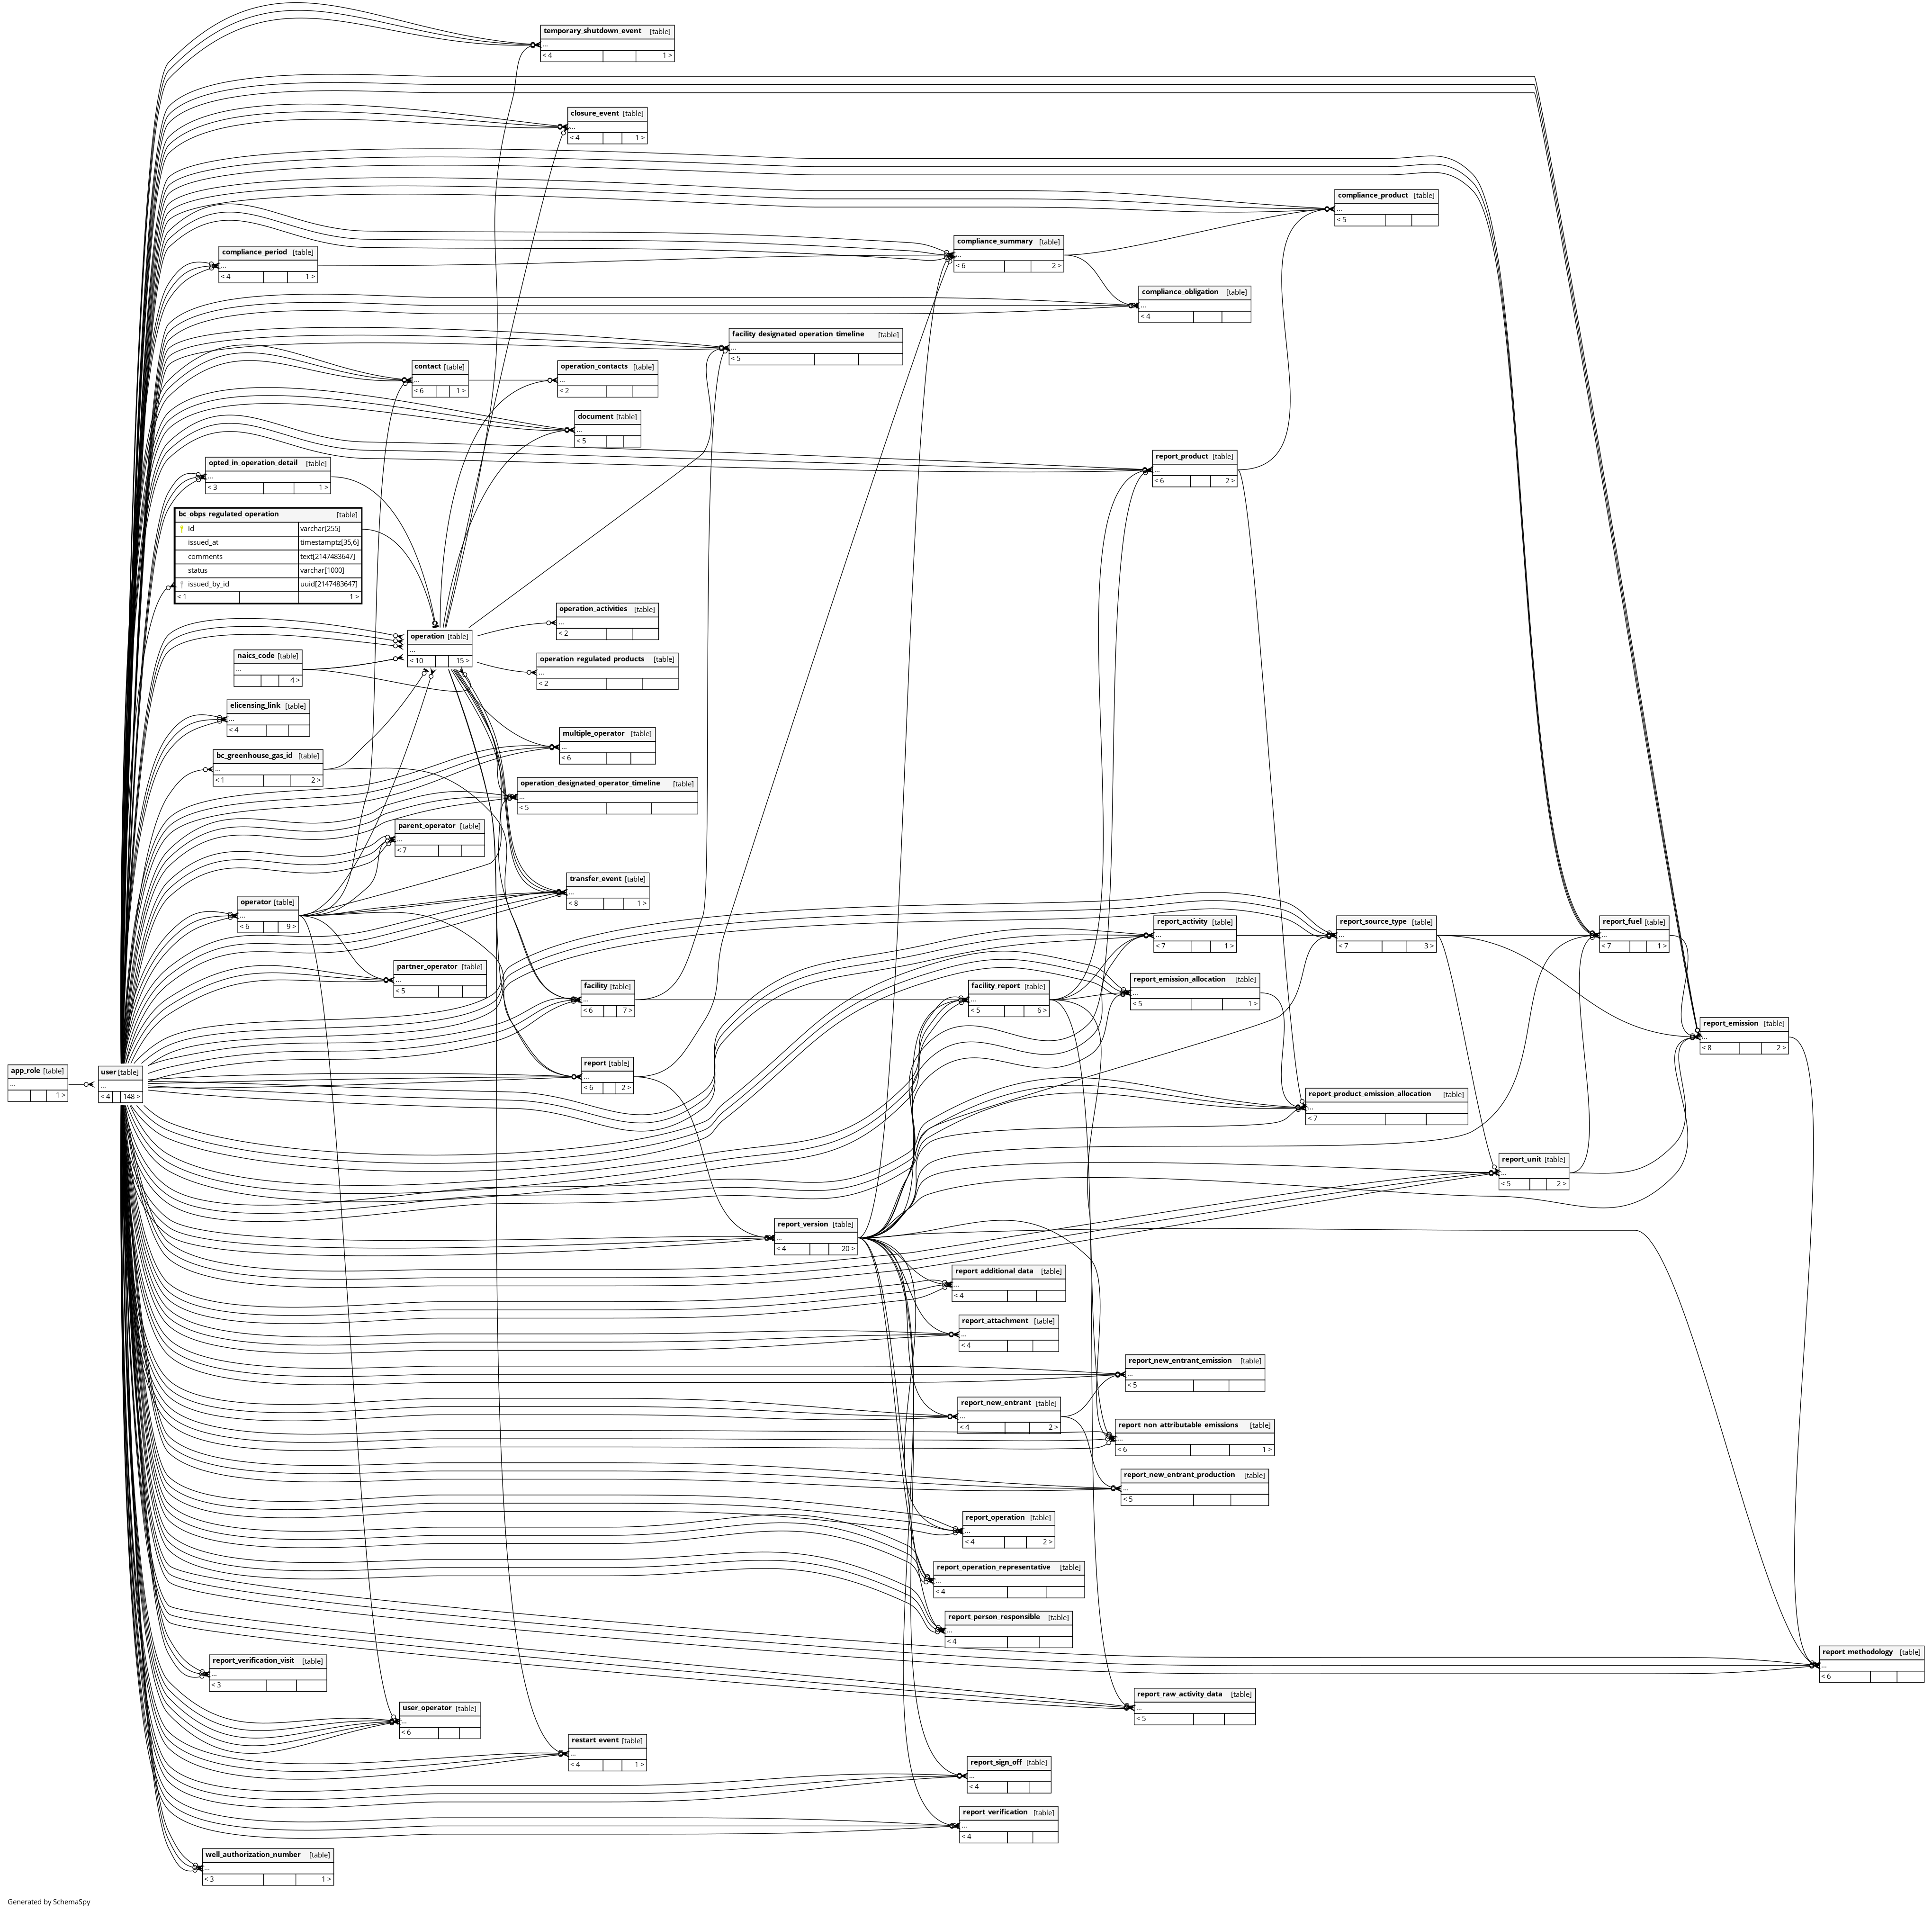 temporary_shutdown_event [table]
...
< 4 1 >
closure_event [table]
...
< 4 1 >
compliance_product [table]
...
< 5
compliance_summary [table]
...
< 6 2 >
compliance_period [table]
...
< 4 1 >
compliance_obligation [table]
...
< 4
facility_designated_operation_timeline [table]
...
< 5
contact [table]
...
< 6 1 >
operation_contacts [table]
...
< 2
document [table]
...
< 5
report_product [table]
...
< 6 2 >
opted_in_operation_detail [table]
...
< 3 1 >
bc_obps_regulated_operation [table]
id varchar[255]
issued_at timestamptz[35,6]
comments text[2147483647]
status varchar[1000]
issued_by_id uuid[2147483647]
< 1 1 >
operation_activities [table]
...
< 2
operation [table]
...
< 10 15 >
naics_code [table]
...
4 >
operation_regulated_products [table]
...
< 2
elicensing_link [table]
...
< 4
multiple_operator [table]
...
< 6
bc_greenhouse_gas_id [table]
...
< 1 2 >
operation_designated_operator_timeline [table]
...
< 5
parent_operator [table]
...
< 7
transfer_event [table]
...
< 8 1 >
operator [table]
...
< 6 9 >
report_activity [table]
...
< 7 1 >
report_source_type [table]
...
< 7 3 >
report_fuel [table]
...
< 7 1 >
partner_operator [table]
...
< 5
facility [table]
...
< 6 7 >
facility_report [table]
...
< 5 6 >
report_emission_allocation [table]
...
< 5 1 >
report_emission [table]
...
< 8 2 >
app_role [table]
...
1 >
user [table]
...
< 4 148 >
report [table]
...
< 6 2 >
report_product_emission_allocation [table]
...
< 7
report_unit [table]
...
< 5 2 >
report_version [table]
...
< 4 20 >
report_additional_data [table]
...
< 4
report_attachment [table]
...
< 4
report_new_entrant_emission [table]
...
< 5
report_new_entrant [table]
...
< 4 2 >
report_non_attributable_emissions [table]
...
< 6 1 >
report_new_entrant_production [table]
...
< 5
report_operation [table]
...
< 4 2 >
report_operation_representative [table]
...
< 4
report_person_responsible [table]
...
< 4
report_verification_visit [table]
...
< 3
report_methodology [table]
...
< 6
report_raw_activity_data [table]
...
< 5
user_operator [table]
...
< 6
restart_event [table]
...
< 4 1 >
report_sign_off [table]
...
< 4
report_verification [table]
...
< 4
well_authorization_number [table]
...
< 3 1 >
Generated by SchemaSpy